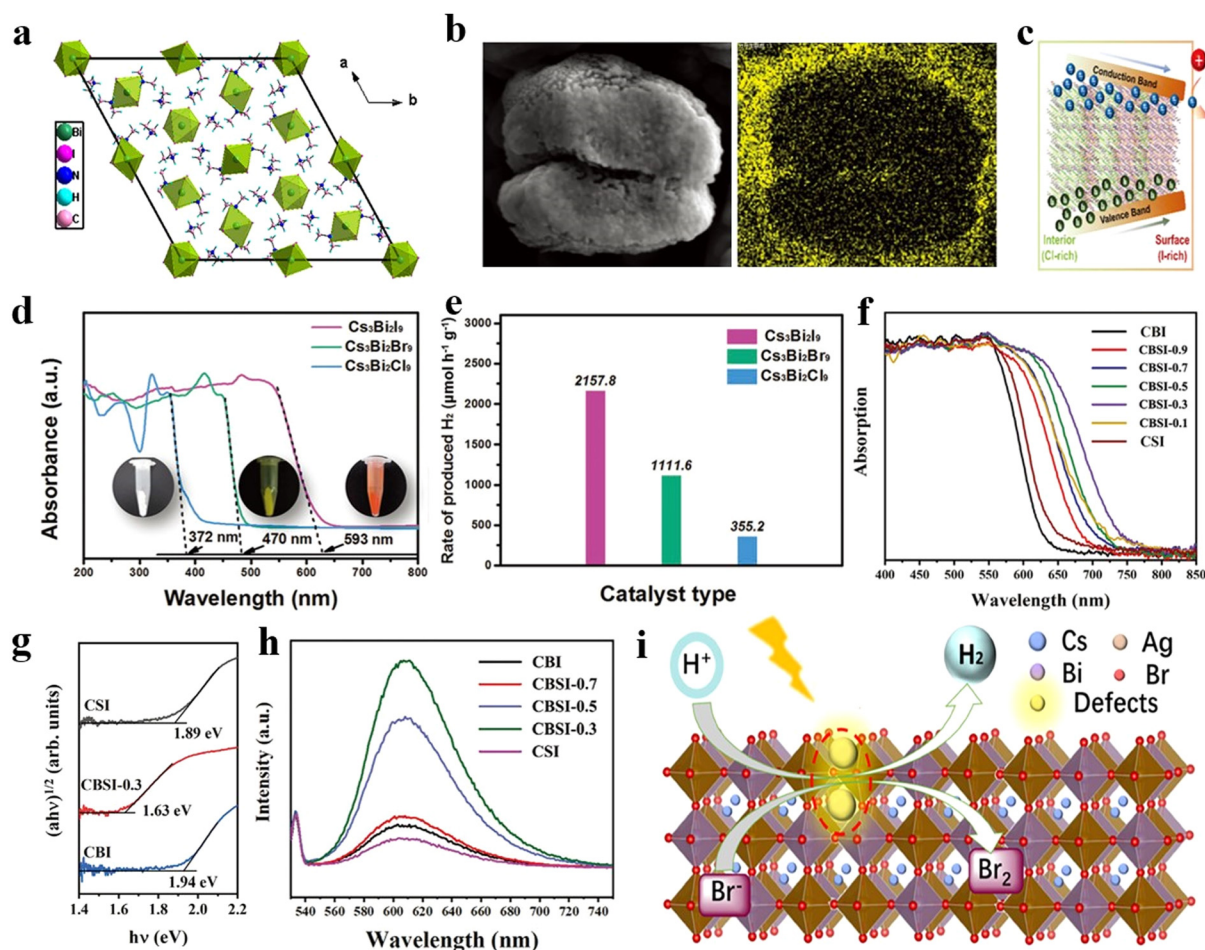 a
a
b
Bi
I
N
H
C
b
c
Conduction Band
+
Valence Band
Interior
(Cl-rich)
Surface
(I-rich)
d
Absorbance (a.u.)
Cs₃Bi₂I₉
Cs₃Bi₂Br₉
Cs₃Bi₂Cl₉
372 nm
470 nm
593 nm
200 300 400 500 600 700 800
Wavelength (nm)
e
Rate of produced H₂ (μmol h⁻¹ g⁻¹)
3000
2500
2000
1500
1000
500
0
Cs₃Bi₂I₉
Cs₃Bi₂Br₉
Cs₃Bi₂Cl₉
2157.8
1111.6
355.2
Catalyst type
f
Absorption
CBI
CBSI-0.9
CBSI-0.7
CBSI-0.5
CBSI-0.3
CBSI-0.1
CSI
400 450 500 550 600 650 700 750 800 850
Wavelength (nm)
g
(ahν)^1/2 (arb. units)
CSI
1.89 eV
CBSI-0.3
1.63 eV
CBI
1.94 eV
1.4 1.6 1.8 2.0 2.2
hν (eV)
h
Intensity (a.u.)
CBI
CBSI-0.7
CBSI-0.5
CBSI-0.3
CSI
540 560 580 600 620 640 660 680 700 720 740
Wavelength (nm)
i
H⁺
H₂
Cs
Ag
Bi
Br
Defects
Br⁻
Br₂